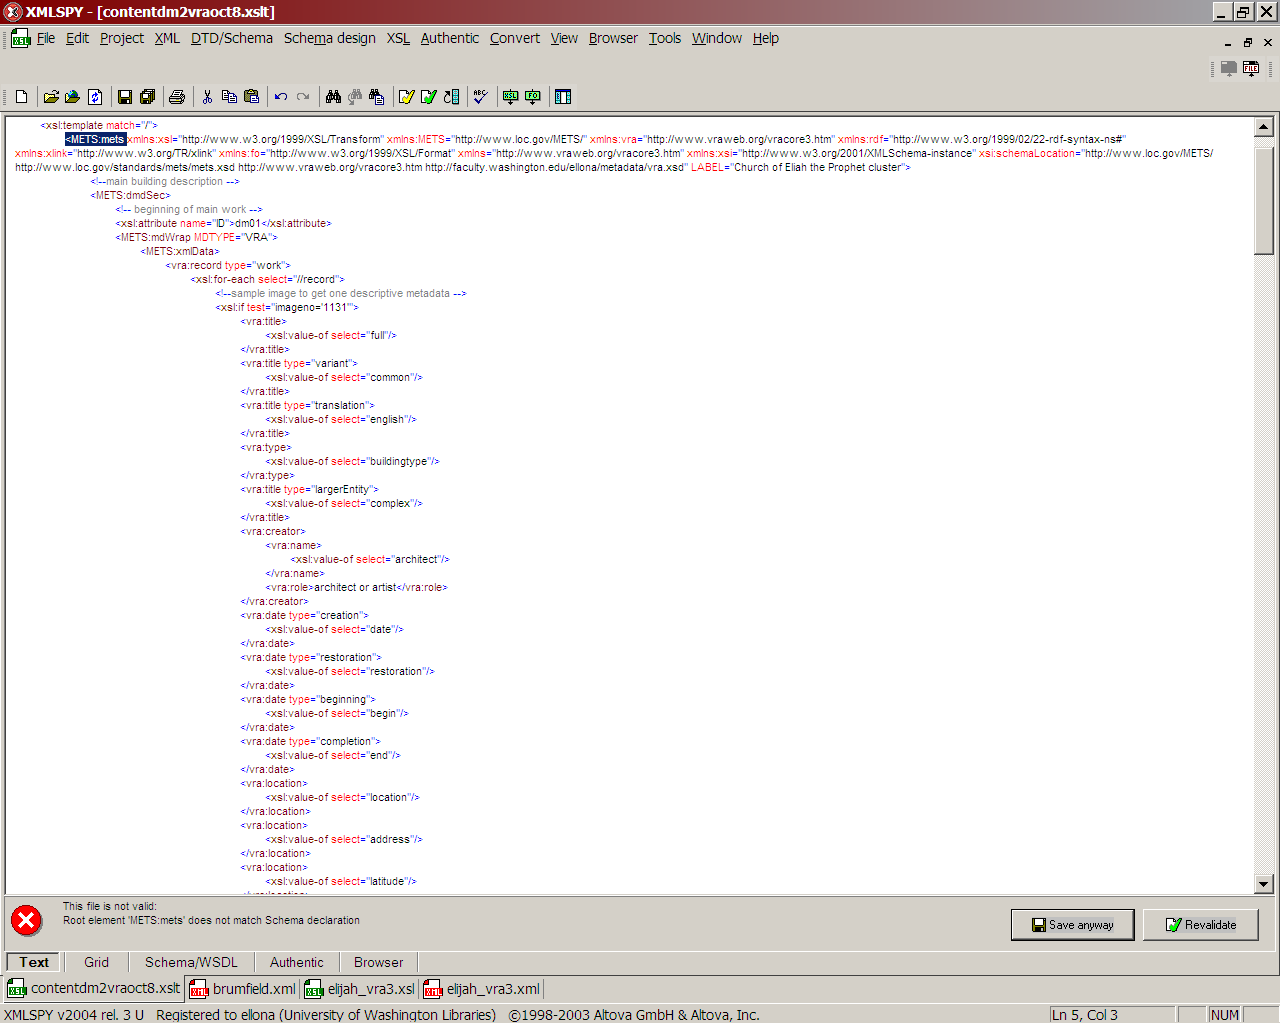 XMLSPY - [contentdm2vraoct8.xslt]
File Edit Project XML DTD/Schema Schema design XSL Authentic Convert View Browser Tools Window Help
<xsl:template match="/">
<METS:mets xmlns:xsl="http://www.w3.org/1999/XSL/Transform" xmlns:METS="http://www.loc.gov/METS/" xmlns:vra="http://www.vraweb.org/vracore3.htm" xmlns:rdf="http://www.w3.org/1999/02/22-rdf-syntax-ns#"
xmlns:xlink="http://www.w3.org/TR/xlink" xmlns:fo="http://www.w3.org/1999/XSL/Format" xmlns="http://www.vraweb.org/vracore3.htm" xmlns:xsi="http://www.w3.org/2001/XMLSchema-instance" xsi:schemaLocation="http://www.loc.gov/METS/
http://www.loc.gov/standards/mets/mets.xsd http://www.vraweb.org/vracore3.htm http://faculty.washington.edu/ellona/metadata/vra.xsd" LABEL="Church of Eliah the Prophet cluster">
<!--main building description -->
<METS:dmdSec>
<!-- beginning of main work -->
<xsl:attribute name="ID">dm01</xsl:attribute>
<METS:mdWrap MDTYPE="VRA">
<METS:xmlData>
<vra:record type="work">
<xsl:for-each select="//record">
<!--sample image to get one descriptive metadata -->
<xsl:if test="imageno='1131'">
<vra:title>
<xsl:value-of select="full"/>
</vra:title>
<vra:title type="variant">
<xsl:value-of select="common"/>
</vra:title>
<vra:title type="translation">
<xsl:value-of select="english"/>
</vra:title>
<vra:type>
<xsl:value-of select="buildingtype"/>
</vra:type>
<vra:title type="largerEntity">
<xsl:value-of select="complex"/>
</vra:title>
<vra:creator>
<vra:name>
<xsl:value-of select="architect"/>
</vra:name>
<vra:role>architect or artist</vra:role>
</vra:creator>
<vra:date type="creation">
<xsl:value-of select="date"/>
</vra:date>
<vra:date type="restoration">
<xsl:value-of select="restoration"/>
</vra:date>
<vra:date type="beginning">
<xsl:value-of select="begin"/>
</vra:date>
<vra:date type="completion">
<xsl:value-of select="end"/>
</vra:date>
<vra:location>
<xsl:value-of select="location"/>
</vra:location>
<vra:location>
<xsl:value-of select="address"/>
</vra:location>
<vra:location>
<xsl:value-of select="latitude"/>
This file is not valid:
Root element 'METS:mets' does not match Schema declaration
Save anyway Revalidate
Text Grid Schema/WSDL Authentic Browser
contentdm2vraoct8.xslt brumfield.xml elijah_vra3.xsl elijah_vra3.xml
XMLSPY v2004 rel. 3 U Registered to ellona (University of Washington Libraries) ©1998-2003 Altova GmbH & Altova, Inc. Ln 5, Col 3 NUM